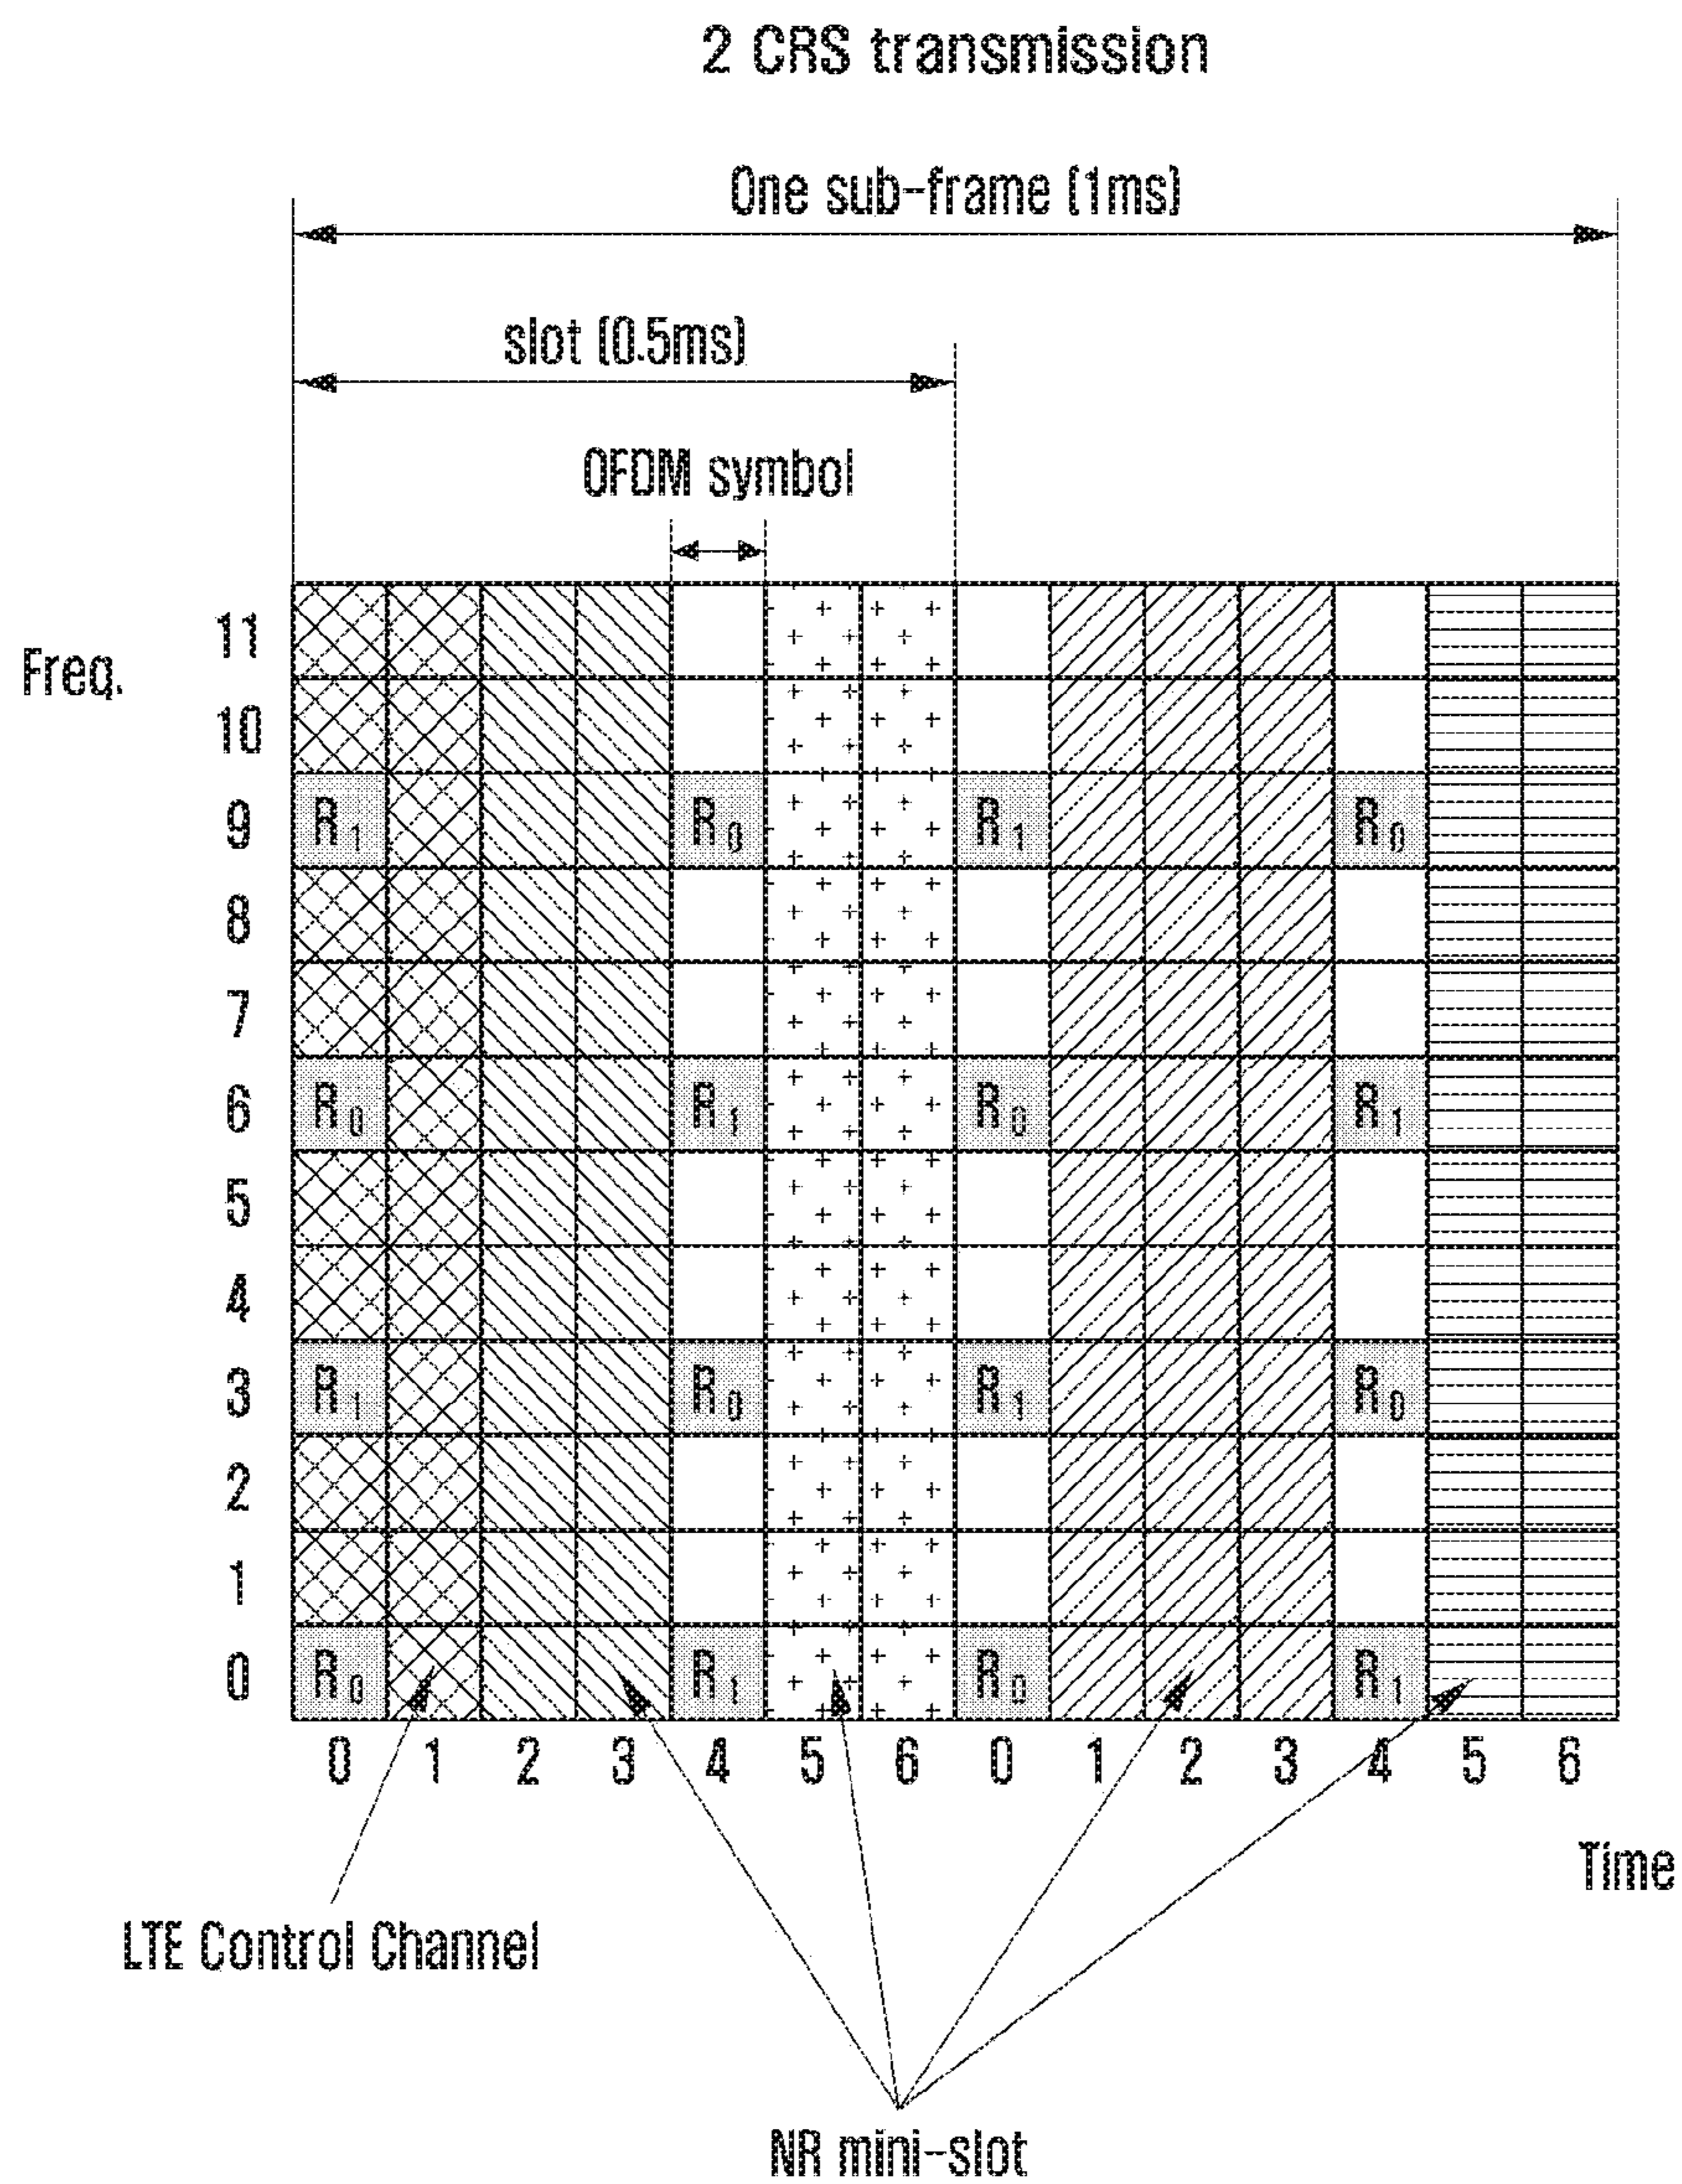 2 CRS transmission
One sub-frame (1ms)
slot (0.5ms)
OFDM symbol
Freq.
11
10
9 R1 R0 R1 R0
8
7
6 R0 R1 R0 R1
5
4
3 R1 R0 R1 R0
2
1
0 R0 R1 R0 R1
0 1 2 3 4 5 6 0 1 2 3 4 5 6
Time
LTE Control Channel
NR mini-slot